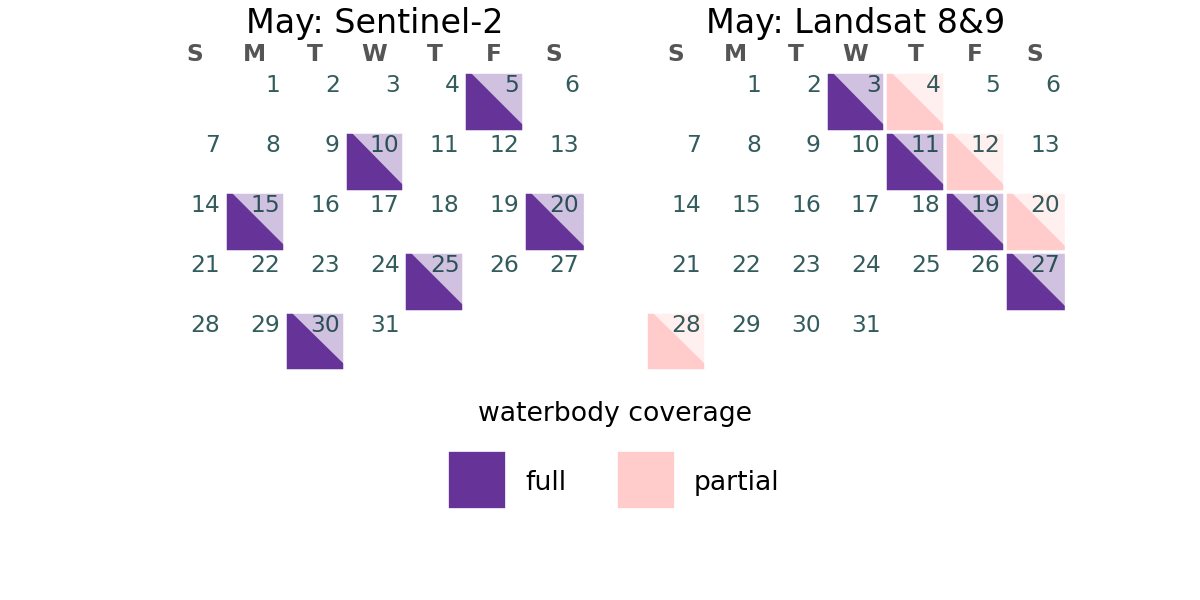 May: Sentinel-2
S M T W T F S
1 2 3 4 5 6
7 8 9 10 11 12 13
14 15 16 17 18 19 20
21 22 23 24 25 26 27
28 29 30 31
May: Landsat 8&9
S M T W T F S
1 2 3 4 5 6
7 8 9 10 11 12 13
14 15 16 17 18 19 20
21 22 23 24 25 26 27
28 29 30 31
waterbody coverage
full
partial